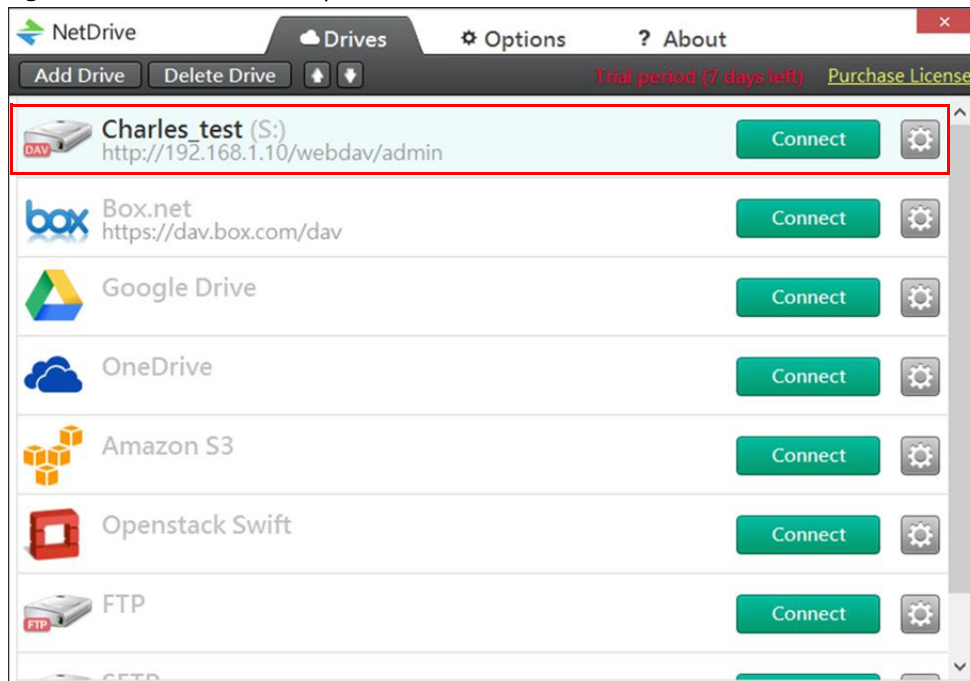 NetDrive
Drives
Options
? About
Add Drive
Delete Drive
Trial period (7 days left)
Purchase License
Charles_test (S:)
http://192.168.1.10/webdav/admin
DAV
Connect
box
Box.net
https://dav.box.com/dav
Connect
Google Drive
Connect
OneDrive
Connect
Amazon S3
Connect
Openstack Swift
Connect
FTP
FTP
Connect
SFTP